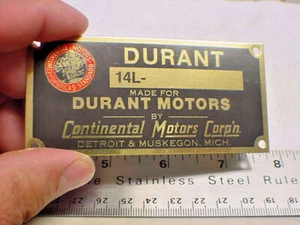 DURANT
14L-
MADE FOR
DURANT MOTORS
BY
Continental Motors Corp'n.
DETROIT & MUSKEGON, MICH.
5 6 7 8
Stainless Steel Rule